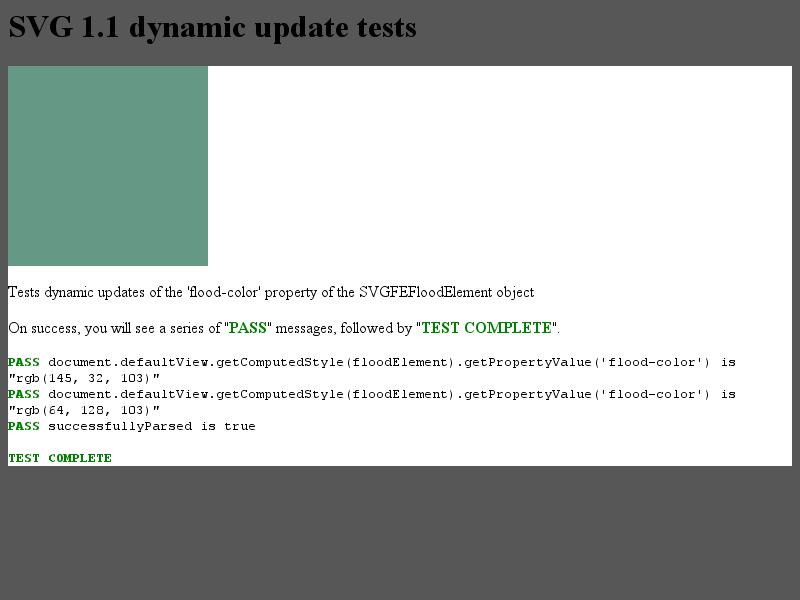 SVG 1.1 dynamic update tests
Tests dynamic updates of the 'flood-color' property of the SVGFEFloodElement object
On success, you will see a series of "PASS" messages, followed by "TEST COMPLETE".
PASS document.defaultView.getComputedStyle(floodElement).getPropertyValue('flood-color') is
"rgb(145, 32, 103)"
PASS document.defaultView.getComputedStyle(floodElement).getPropertyValue('flood-color') is
"rgb(64, 128, 103)"
PASS successfullyParsed is true
TEST COMPLETE